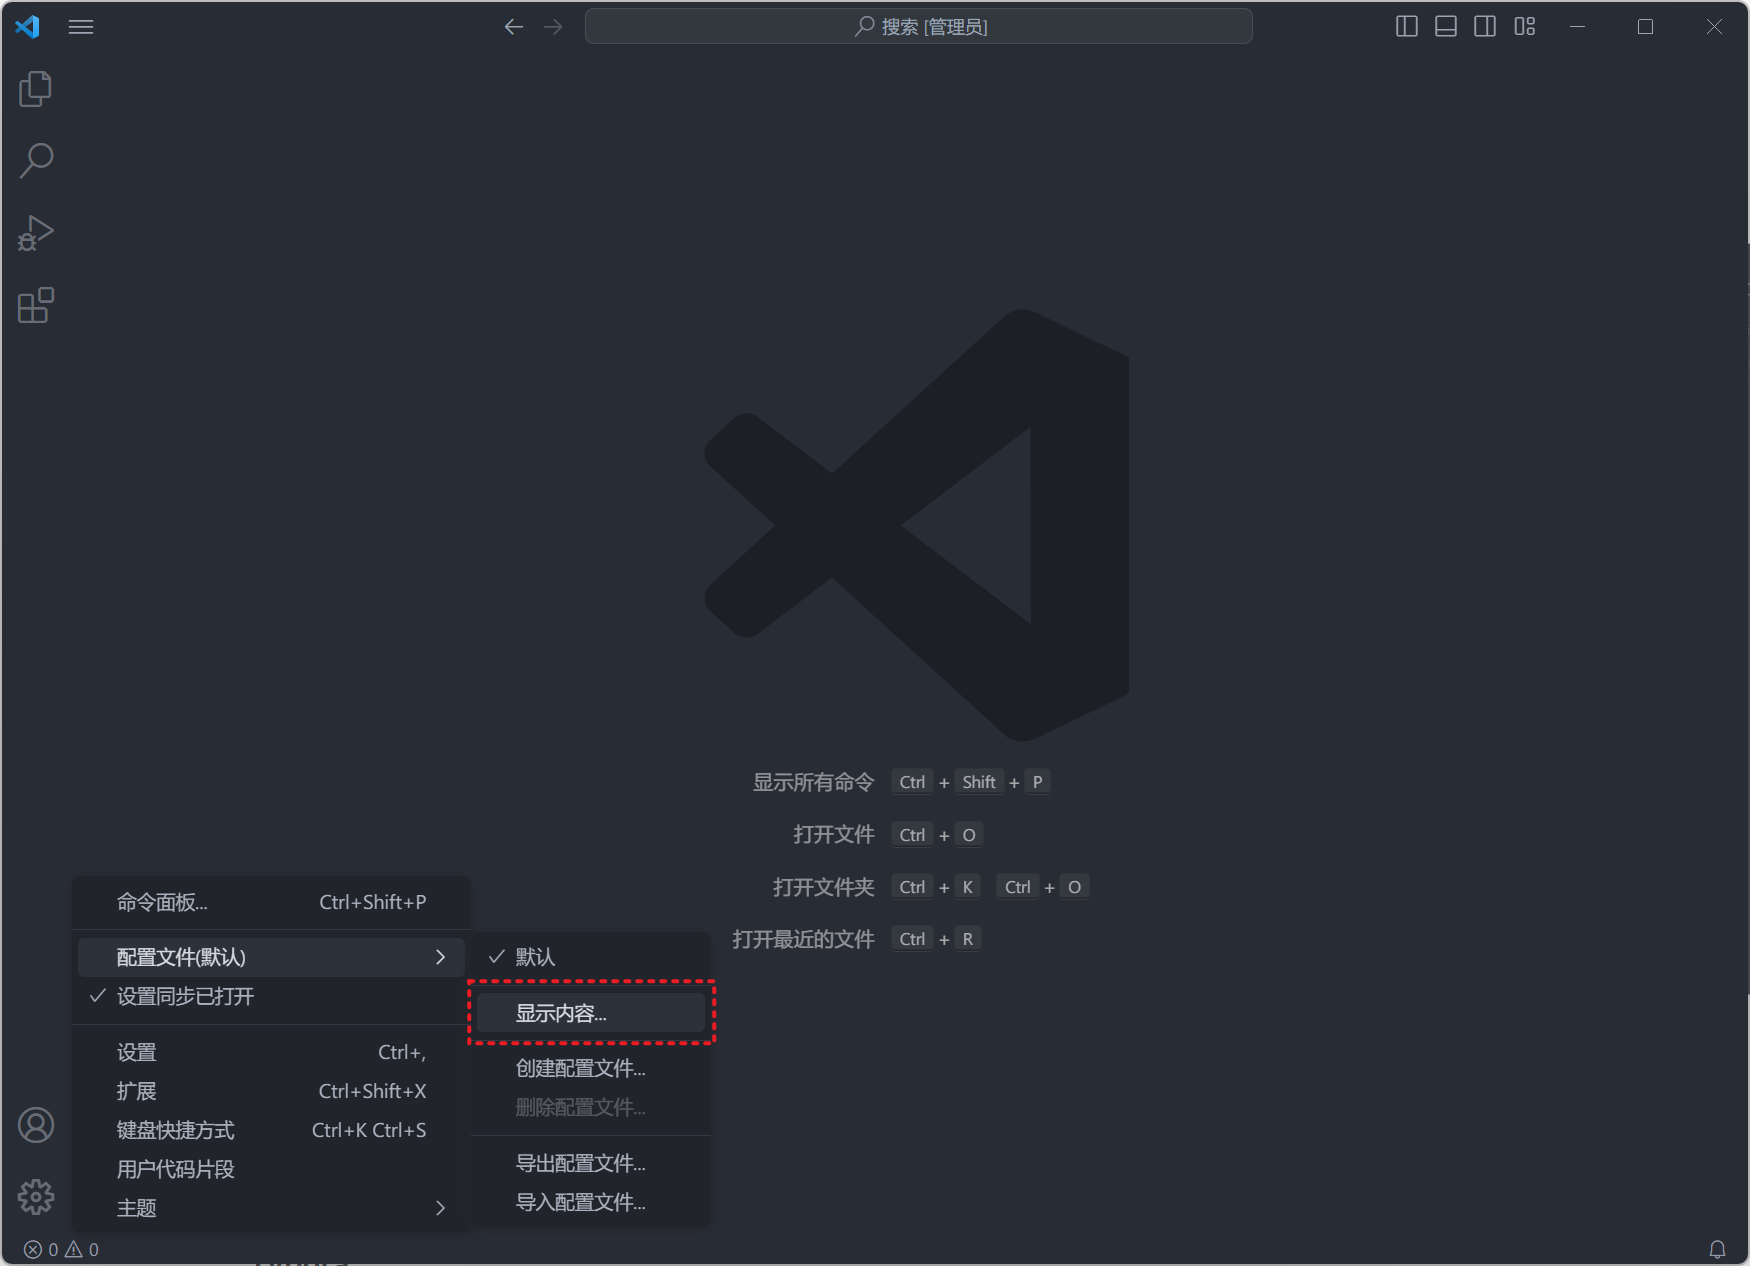 搜索 [管理员]
显示所有命令 Ctrl + Shift + P
打开文件 Ctrl + O
打开文件夹 Ctrl + K Ctrl + O
打开最近的文件 Ctrl + R
命令面板... Ctrl+Shift+P
配置文件(默认)
设置同步已打开
设置 Ctrl+,
扩展 Ctrl+Shift+X
键盘快捷方式 Ctrl+K Ctrl+S
用户代码片段
主题
默认
显示内容...
创建配置文件...
删除配置文件...
导出配置文件...
导入配置文件...
0 0